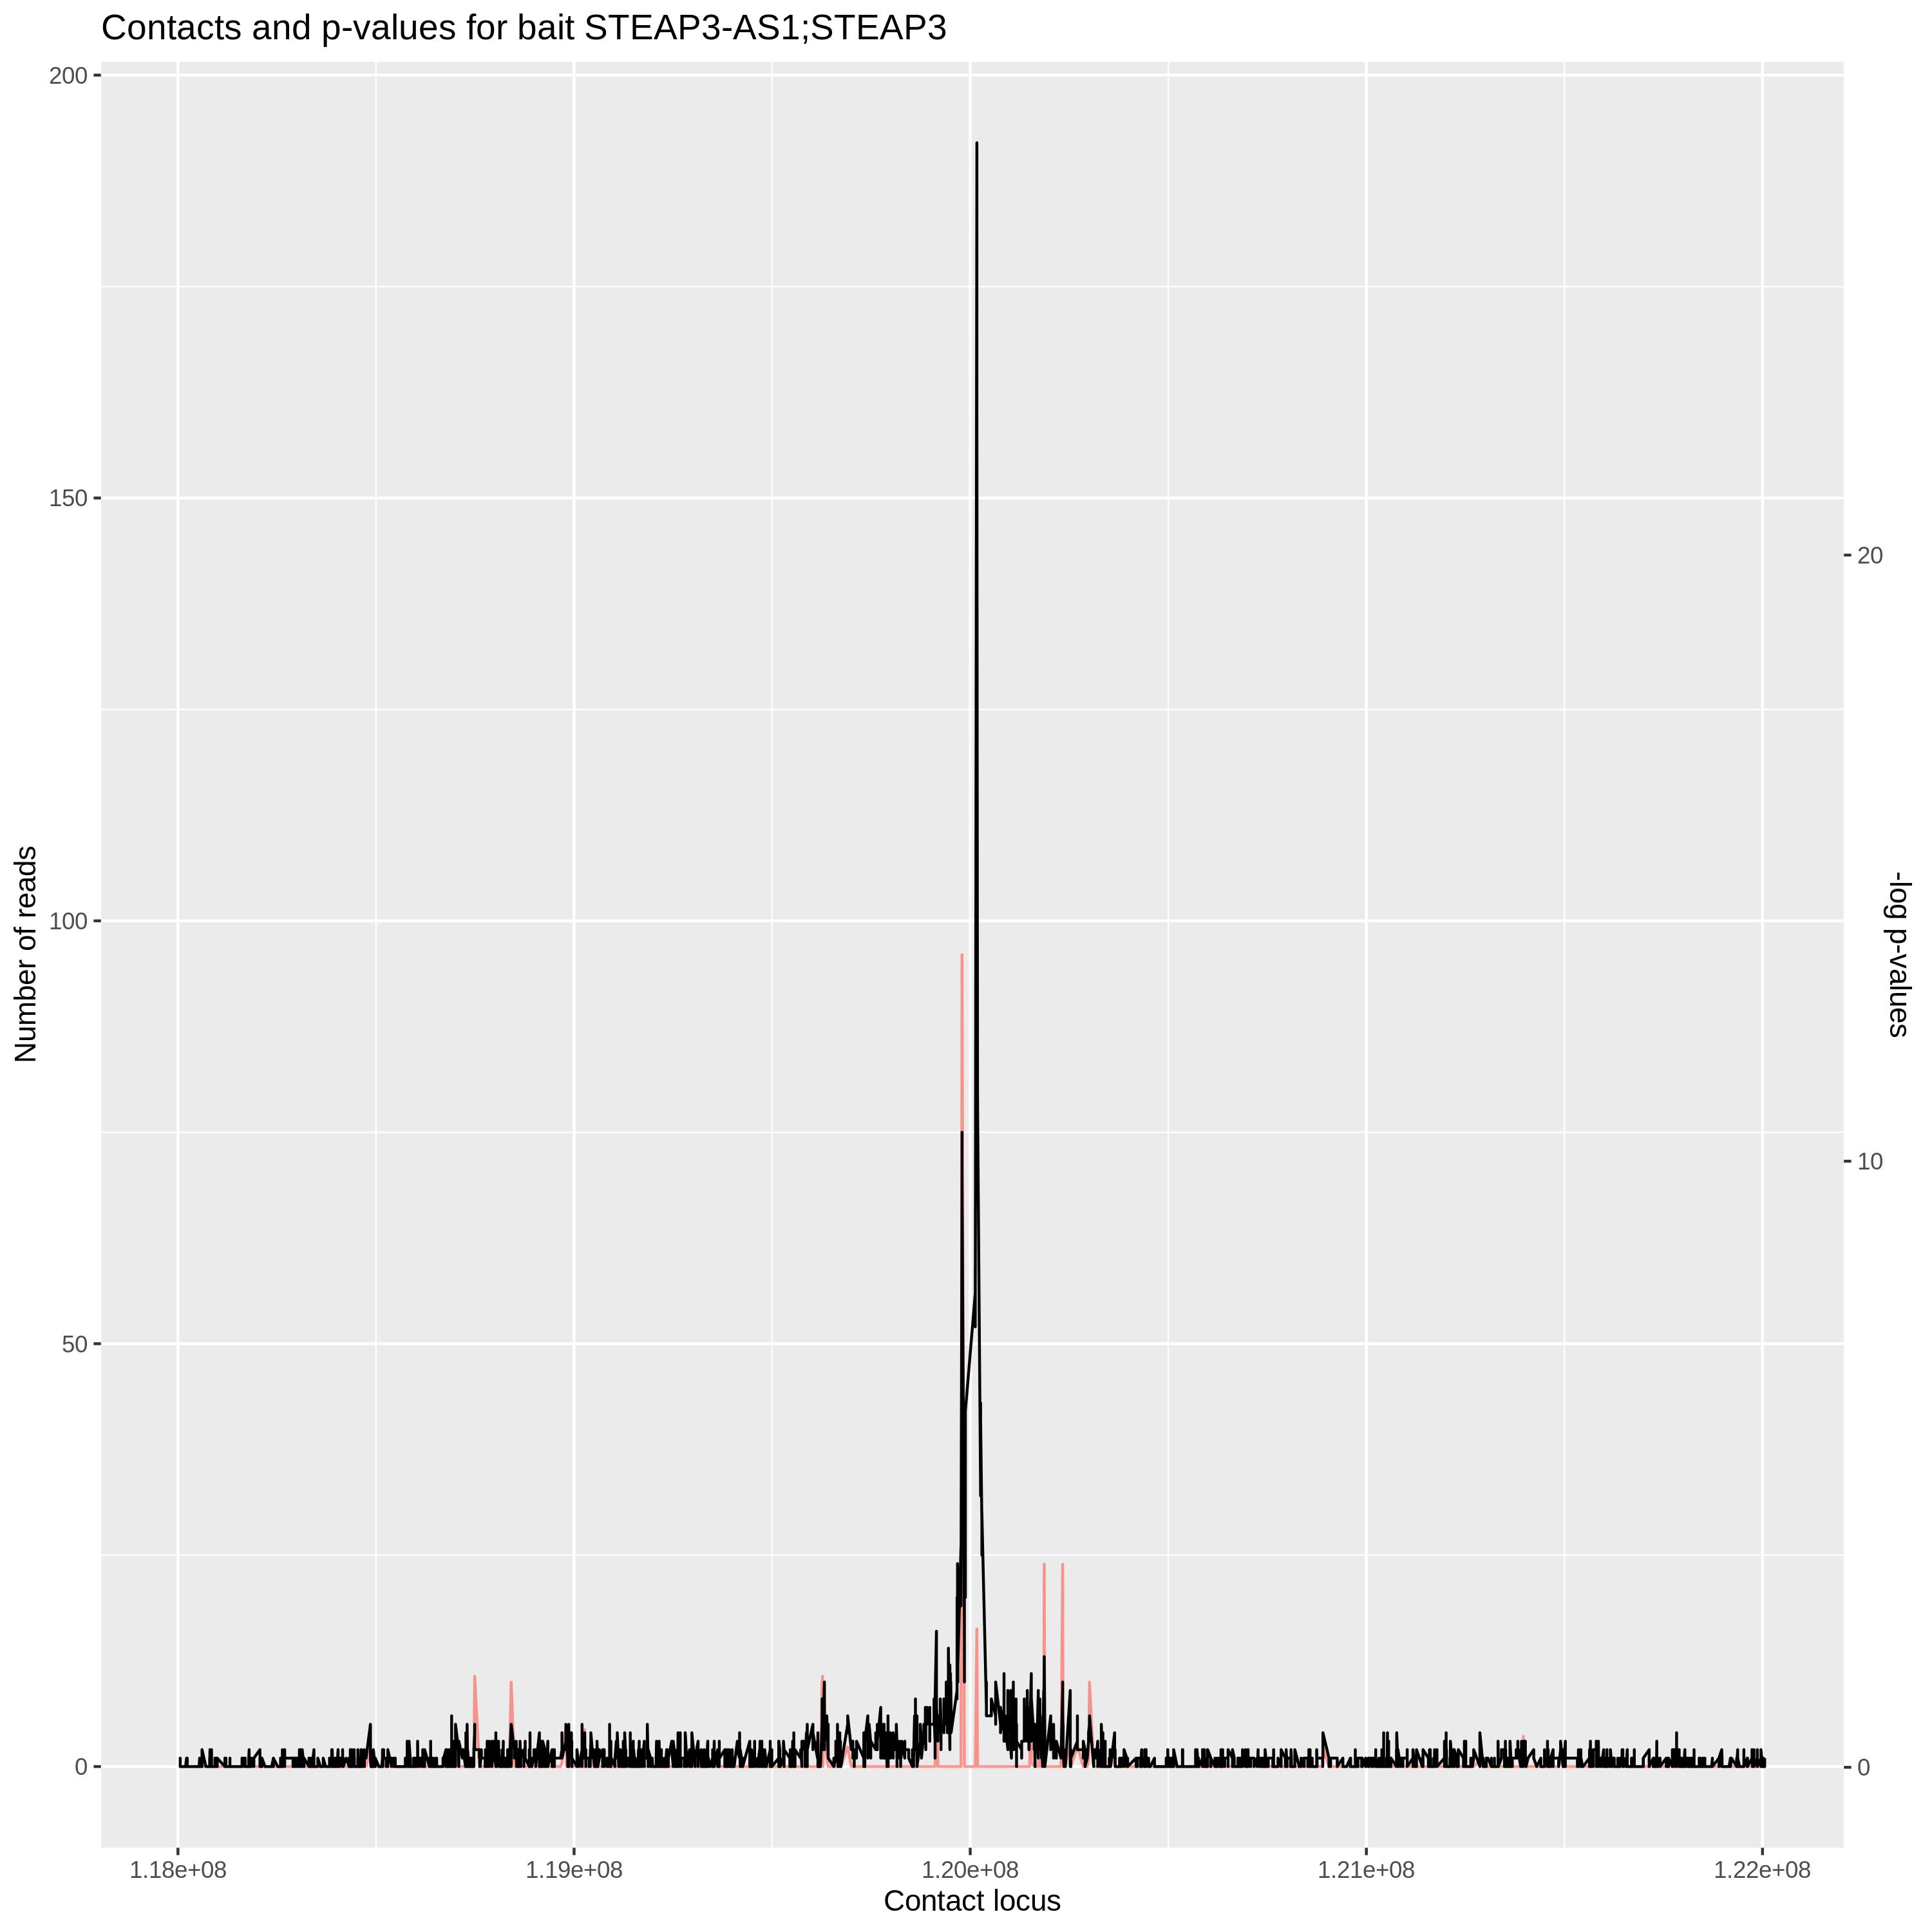 Contacts and p-values for bait STEAP3-AS1;STEAP3
200
150
100
50
0
Number of reads
20
10
0
-log p-values
1.18e+08
1.19e+08
1.20e+08
1.21e+08
1.22e+08
Contact locus